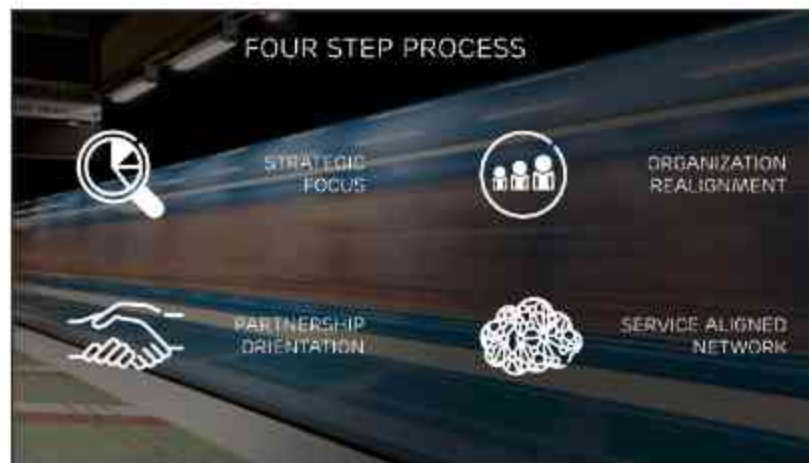 FOUR STEP PROCESS
STRATEGIC
FOCUS
ORGANIZATION
REALIGNMENT
PARTNERSHIP
ORIENTATION
SERVICE ALIGNED
NETWORK